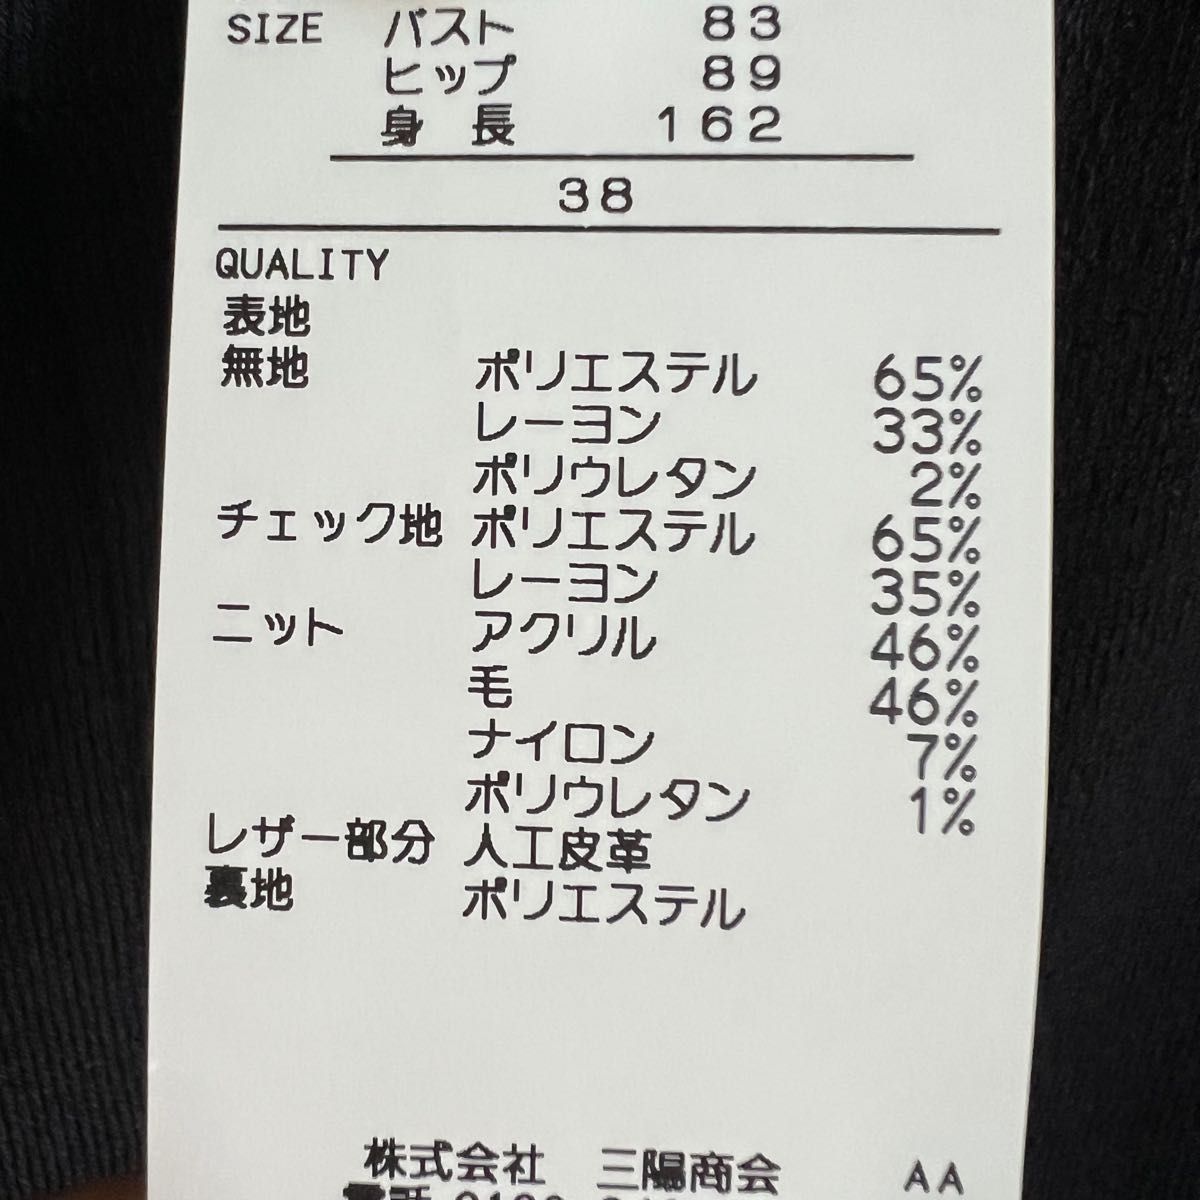 SIZE バスト 83
ヒップ 89
身長 162
38
QUALITY
表地
無地 ポリエステル 65%
レーヨン 33%
ポリウレタン 2%
チェック地 ポリエステル 65%
レーヨン 35%
ニット アクリル 46%
毛 46%
ナイロン 7%
ポリウレタン 1%
レザー部分 人工皮革
裏地 ポリエステル
株式会社 三陽商会 AA